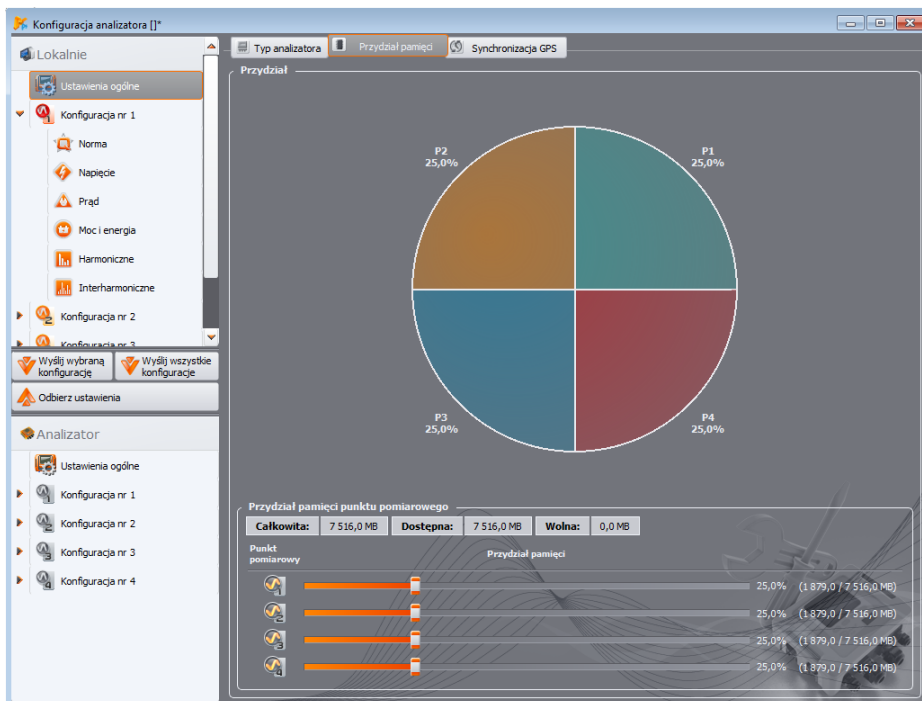 Konfiguracja analizatora []*
Lokalnie
Ustawienia ogólne
Konfiguracja nr 1
Norma
Napięcie
Prąd
Moc i energia
Harmoniczne
Interharmoniczne
Konfiguracja nr 2
Konfiguracja nr 3
Wyślij wybraną
konfigurację
Wyślij wszystkie
konfiguracje
Odbierz ustawienia
Analizator
Ustawienia ogólne
Konfiguracja nr 1
Konfiguracja nr 2
Konfiguracja nr 3
Konfiguracja nr 4
Typ analizatora
Przydział pamięci
Synchronizacja GPS
Przydział
P2
25,0%
P1
25,0%
P3
25,0%
P4
25,0%
Przydział pamięci punktu pomiarowego
Całkowita: 7 516,0 MB Dostępna: 7 516,0 MB Wolna: 0,0 MB
Punkt
pomiarowy
Przydział pamięci
1 25,0% (1 879,0 / 7 516,0 MB)
2 25,0% (1 879,0 / 7 516,0 MB)
3 25,0% (1 879,0 / 7 516,0 MB)
4 25,0% (1 879,0 / 7 516,0 MB)